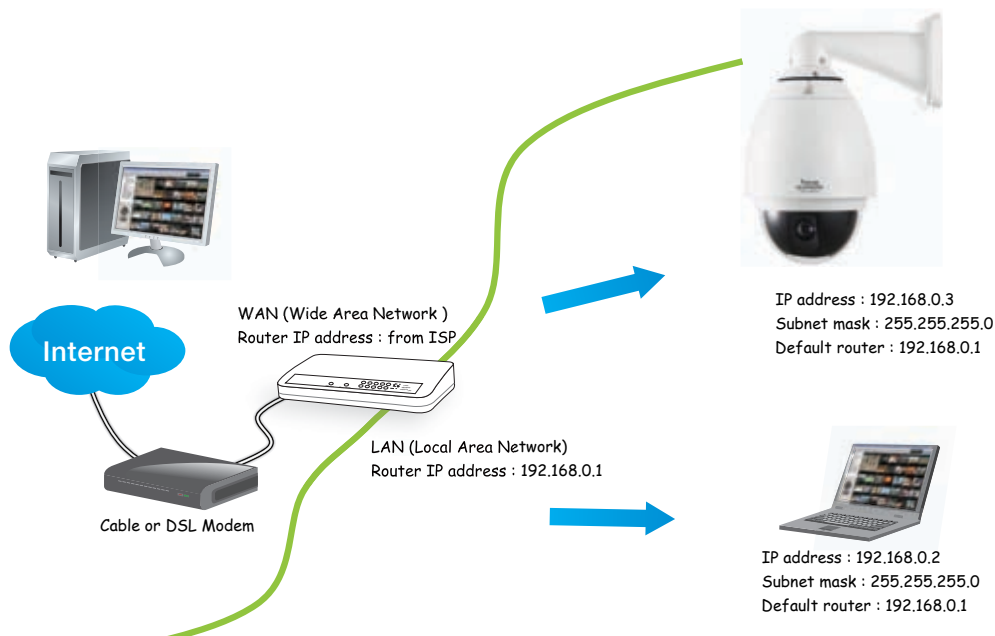 Internet
WAN (Wide Area Network )
Router IP address : from ISP
LAN (Local Area Network)
Router IP address : 192.168.0.1
Cable or DSL Modem
IP address : 192.168.0.3
Subnet mask : 255.255.255.0
Default router : 192.168.0.1
IP address : 192.168.0.2
Subnet mask : 255.255.255.0
Default router : 192.168.0.1